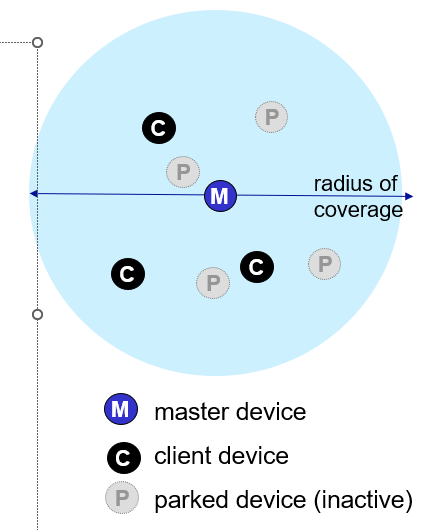 C
P
P
M
radius of
coverage
C
P
C
P
M master device
C client device
P parked device (inactive)